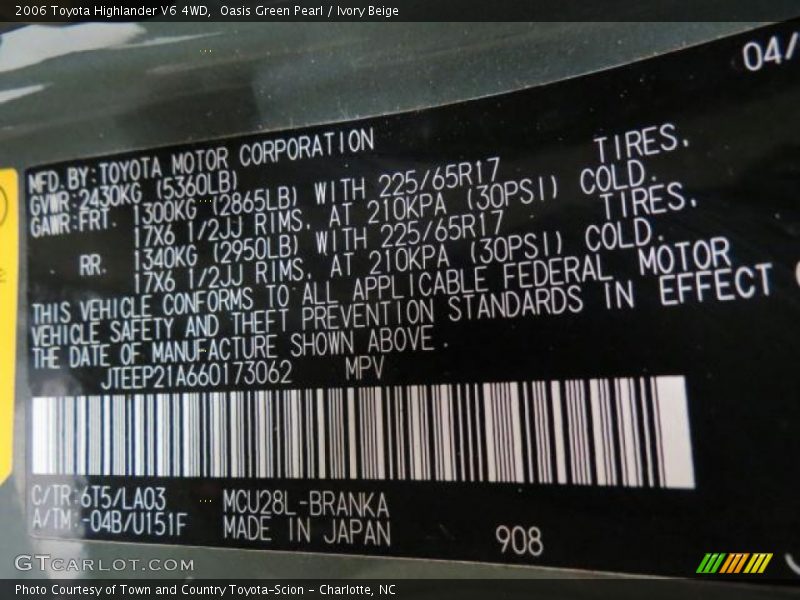 2006 Toyota Highlander V6 4WD, Oasis Green Pearl / Ivory Beige
04/
MFD.BY:TOYOTA MOTOR CORPORATION
GVWR:2430KG (5360LB)
GAWR:FRT. 1300KG (2865LB) WITH 225/65R17 TIRES,
17X6 1/2JJ RIMS, AT 210KPA (30PSI) COLD.
RR. 1340KG (2950LB) WITH 225/65R17 TIRES,
17X6 1/2JJ RIMS, AT 210KPA (30PSI) COLD.
THIS VEHICLE CONFORMS TO ALL APPLICABLE FEDERAL MOTOR
VEHICLE SAFETY AND THEFT PREVENTION STANDARDS IN EFFECT
THE DATE OF MANUFACTURE SHOWN ABOVE.
JTEEP21A660173062 MPV
C/TR:6T5/LA03 MCU28L-BRANKA
A/TM:-04B/U151F MADE IN JAPAN 908
GTCARLOT.COM
Photo Courtesy of Town and Country Toyota-Scion - Charlotte, NC